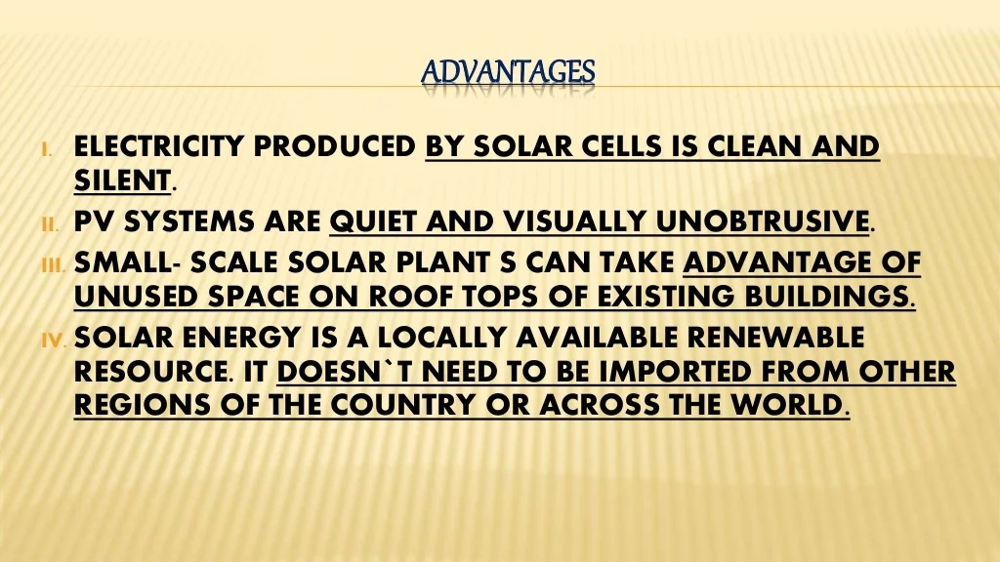 ADVANTAGES
I. ELECTRICITY PRODUCED BY SOLAR CELLS IS CLEAN AND
SILENT.
II. PV SYSTEMS ARE QUIET AND VISUALLY UNOBTRUSIVE.
III. SMALL- SCALE SOLAR PLANT S CAN TAKE ADVANTAGE OF
UNUSED SPACE ON ROOF TOPS OF EXISTING BUILDINGS.
IV. SOLAR ENERGY IS A LOCALLY AVAILABLE RENEWABLE
RESOURCE. IT DOESN`T NEED TO BE IMPORTED FROM OTHER
REGIONS OF THE COUNTRY OR ACROSS THE WORLD.